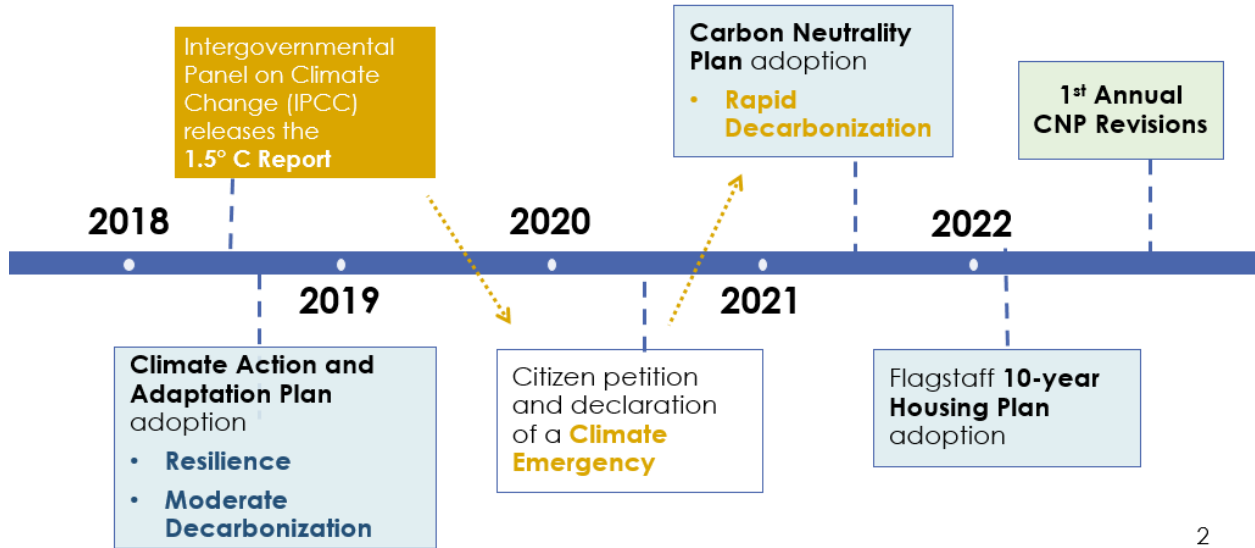 Intergovernmental
Panel on Climate
Change (IPCC)
releases the
1.5° C Report
Carbon Neutrality
Plan adoption
• Rapid
Decarbonization
1st Annual
CNP Revisions
2018
2020
2022
2019
2021
Climate Action and
Adaptation Plan
adoption
• Resilience
• Moderate
Decarbonization
Citizen petition
and declaration
of a Climate
Emergency
Flagstaff 10-year
Housing Plan
adoption
2